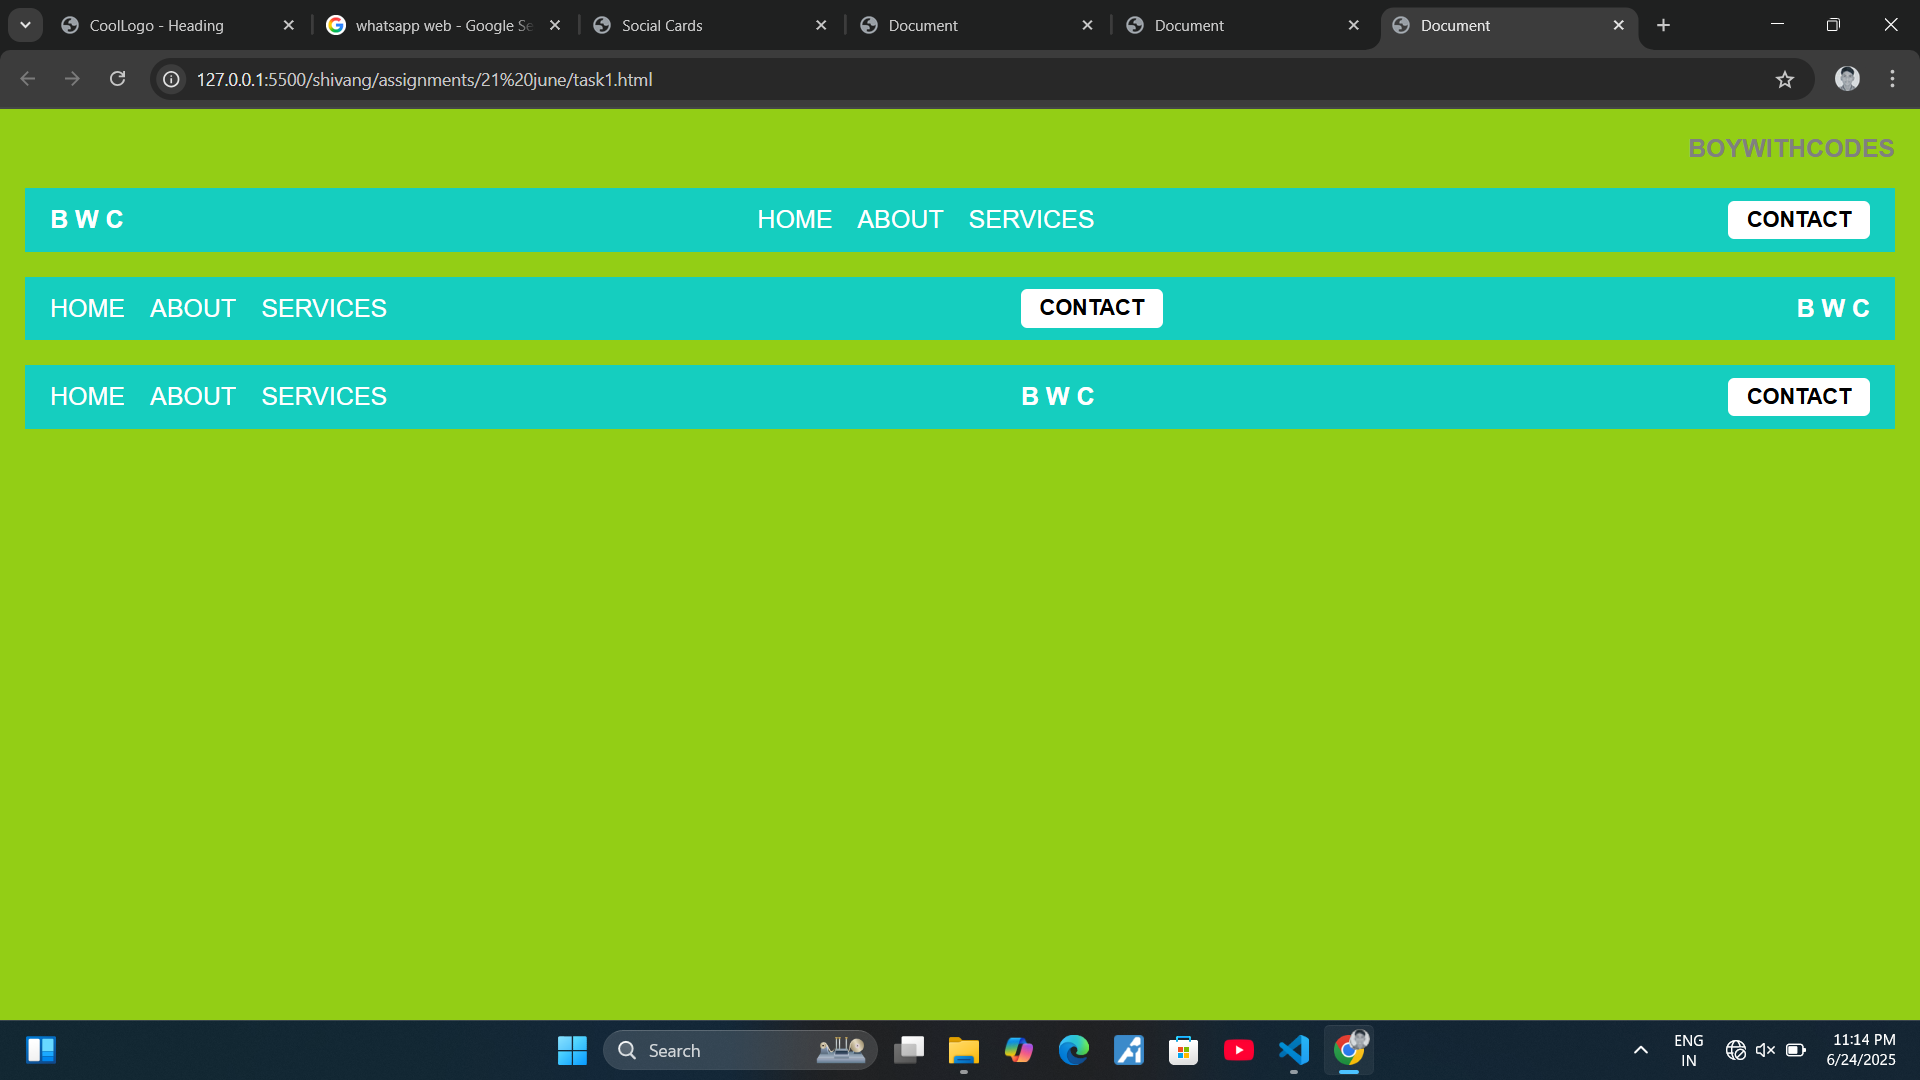 CoolLogo - Heading
whatsapp web - Google Se
Social Cards
Document
Document
Document
127.0.0.1:5500/shivang/assignments/21%20june/task1.html
BOYWITHCODES
B W C HOME ABOUT SERVICES CONTACT
HOME ABOUT SERVICES CONTACT B W C
HOME ABOUT SERVICES B W C CONTACT
Search
ENG
IN
11:14 PM
6/24/2025